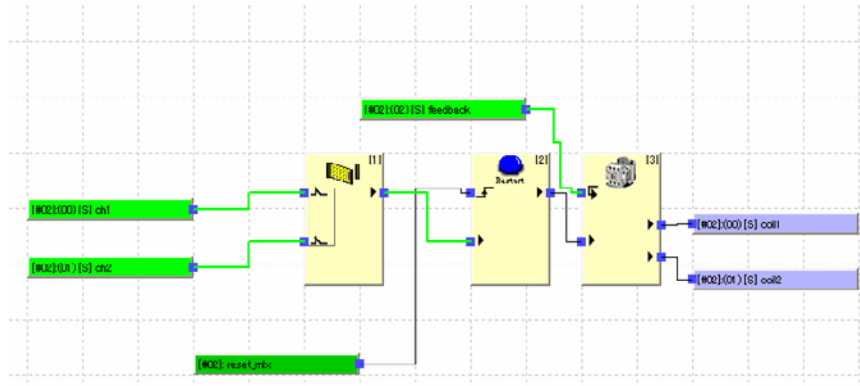 [#02]:(02) [S] feedback
[1]
[2]
[3]
Restart
[#02]:(00) [S] ch1
[#02]:(01) [S] ch2
[#02]:(00) [S] coil1
[#02]:(01) [S] coil2
[#02]: reset_mix